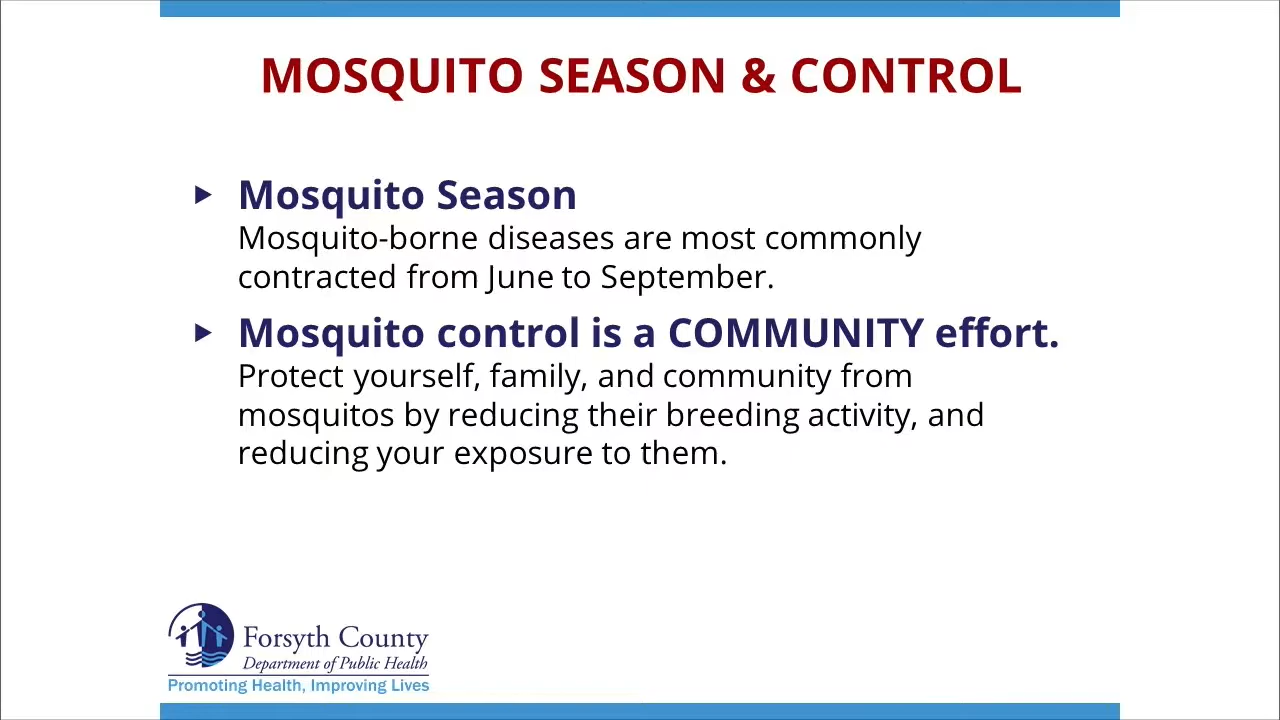 MOSQUITO SEASON & CONTROL
Mosquito Season
Mosquito-borne diseases are most commonly
contracted from June to September.
Mosquito control is a COMMUNITY effort.
Protect yourself, family, and community from
mosquitos by reducing their breeding activity, and
reducing your exposure to them.
Forsyth County
Department of Public Health
Promoting Health, Improving Lives